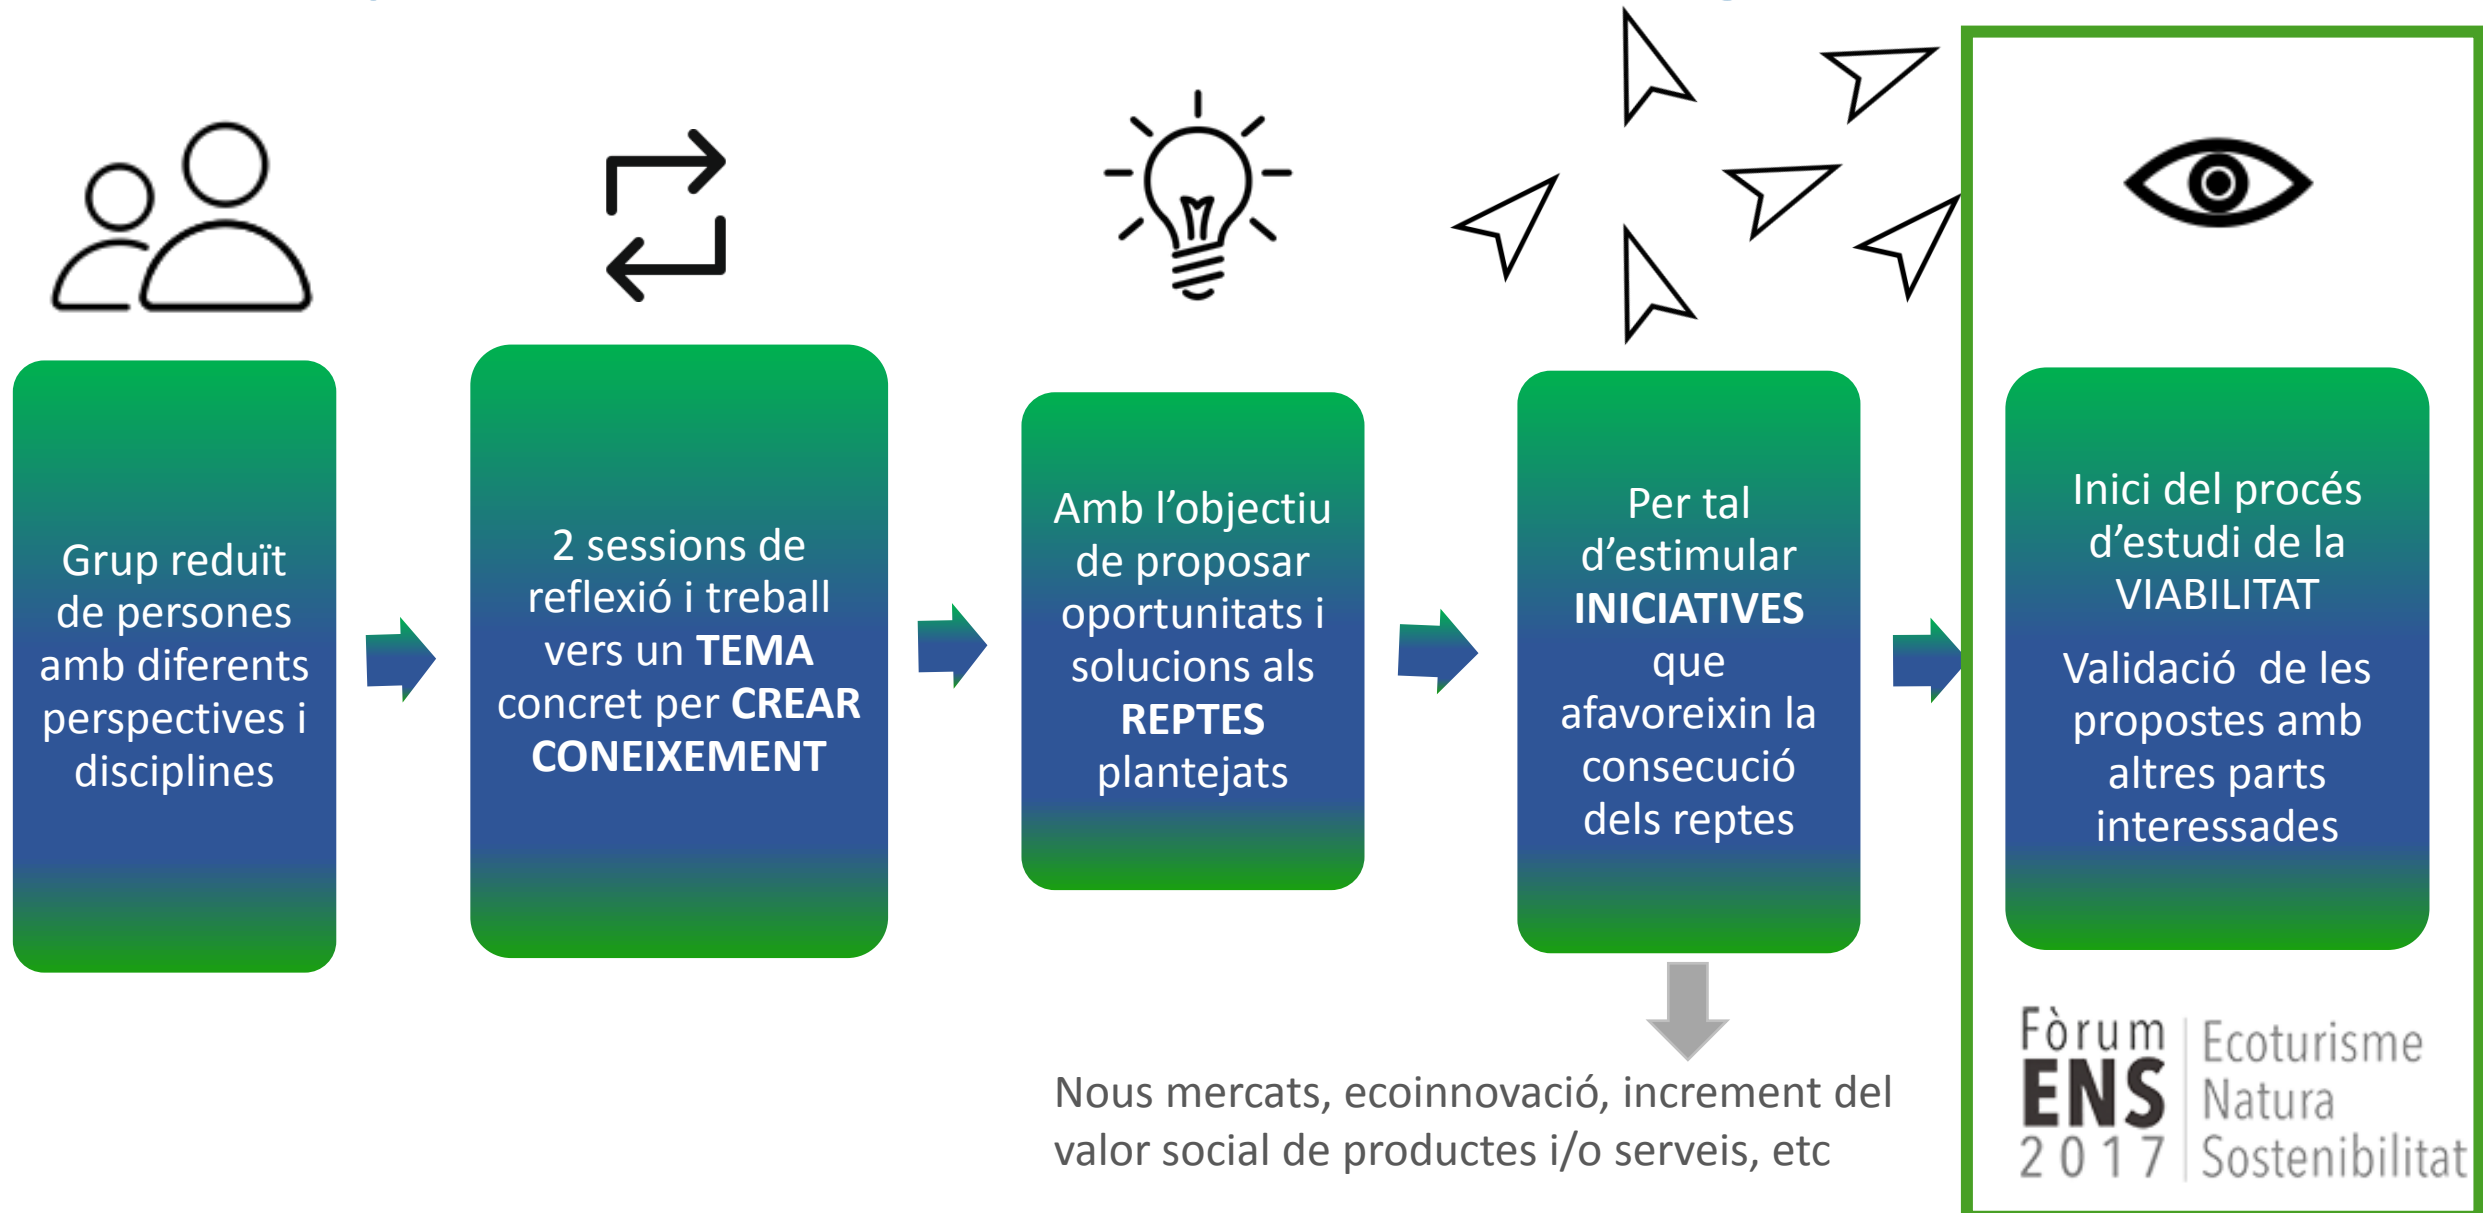 Grup reduït
de persones
amb diferents
perspectives i
disciplines
2 sessions de
reflexió i treball
vers un TEMA
concret per CREAR
CONEIXEMENT
Amb l’objectiu
de proposar
oportunitats i
solucions als
REPTES
plantejats
Per tal
d’estimular
INICIATIVES
que
afavoreixin la
consecució
dels reptes
Inici del procés
d’estudi de la
VIABILITAT
Validació de les
propostes amb
altres parts
interessades
Nous mercats, ecoinnovació, increment del
valor social de productes i/o serveis, etc
Fòrum
ENS
2017
Ecoturisme
Natura
Sostenibilitat